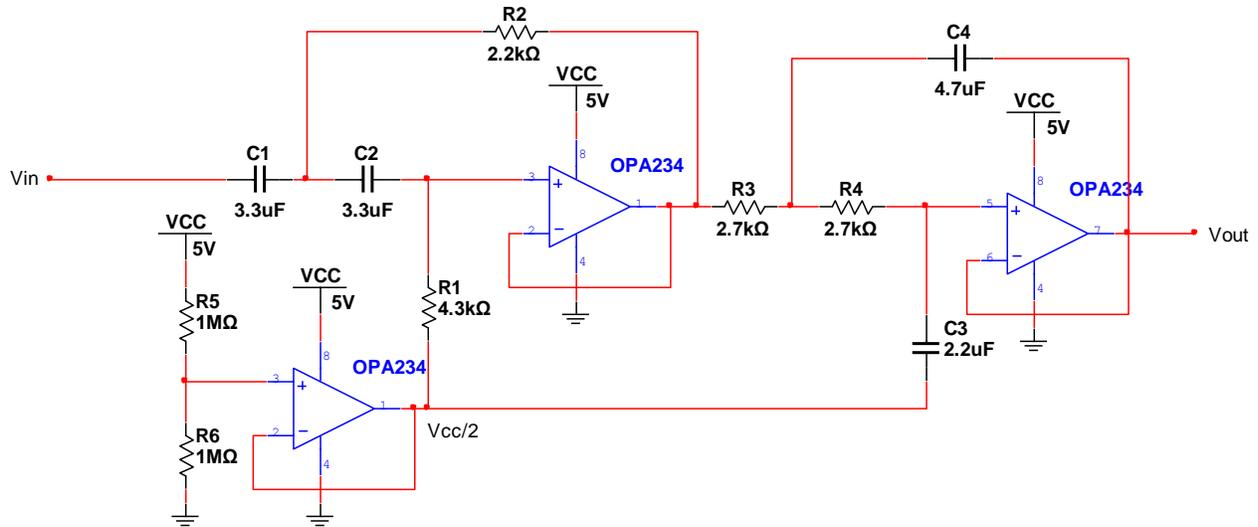 R2
2.2kΩ
C4
4.7uF
VCC
5V
VCC
5V
C1
3.3uF
C2
3.3uF
Vin
8
OPA234
3
1
2
4
R3
2.7kΩ
R4
2.7kΩ
8
OPA234
5
7
6
4
Vout
VCC
5V
R5
1MΩ
VCC
5V
R1
4.3kΩ
C3
2.2uF
8
OPA234
3
1
2
4
Vcc/2
R6
1MΩ